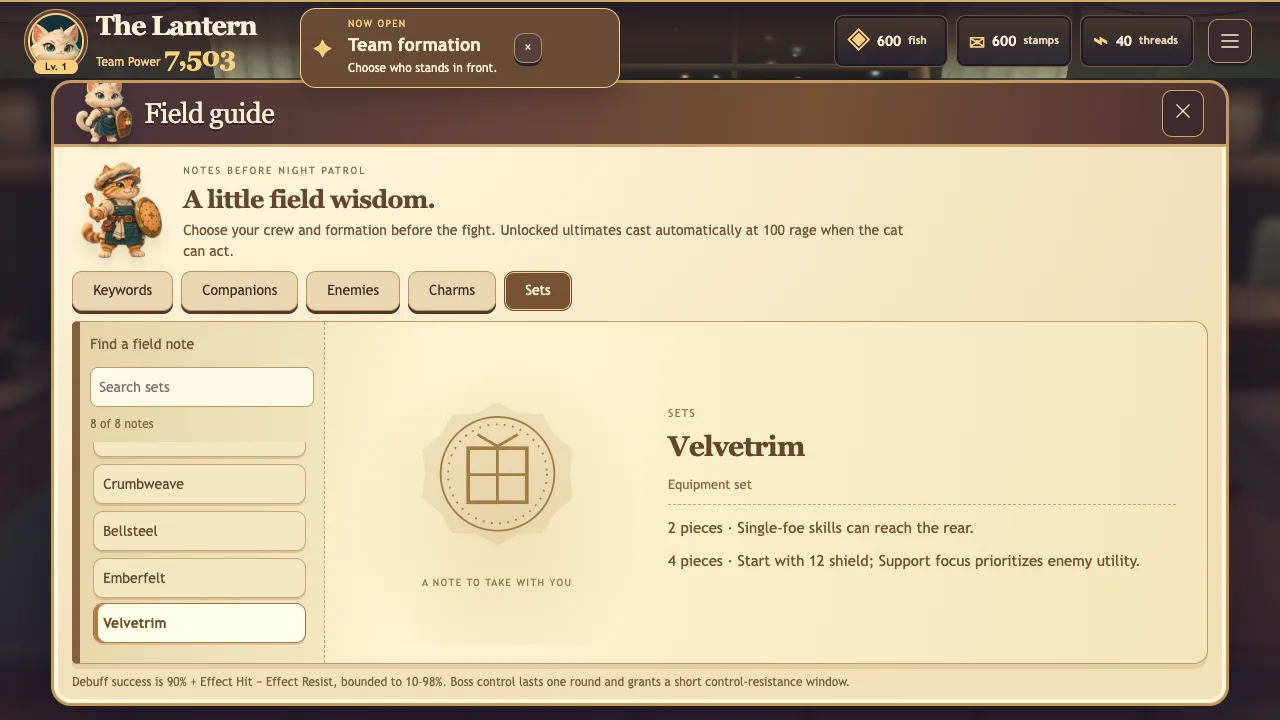 The Lantern
Team Power 7,503
Lv. 1
NOW OPEN
Team formation
Choose who stands in front.
×
600 fish
600 stamps
40 threads
Field guide
NOTES BEFORE NIGHT PATROL
A little field wisdom.
Choose your crew and formation before the fight. Unlocked ultimates cast automatically at 100 rage when the cat
can act.
Keywords
Companions
Enemies
Charms
Sets
Find a field note
Search sets
8 of 8 notes
Crumbweave
Bellsteel
Emberfelt
Velvetrim
A NOTE TO TAKE WITH YOU
SETS
Velvetrim
Equipment set
2 pieces · Single-foe skills can reach the rear.
4 pieces · Start with 12 shield; Support focus prioritizes enemy utility.
Debuff success is 90% + Effect Hit − Effect Resist, bounded to 10–98%. Boss control lasts one round and grants a short control-resistance window.